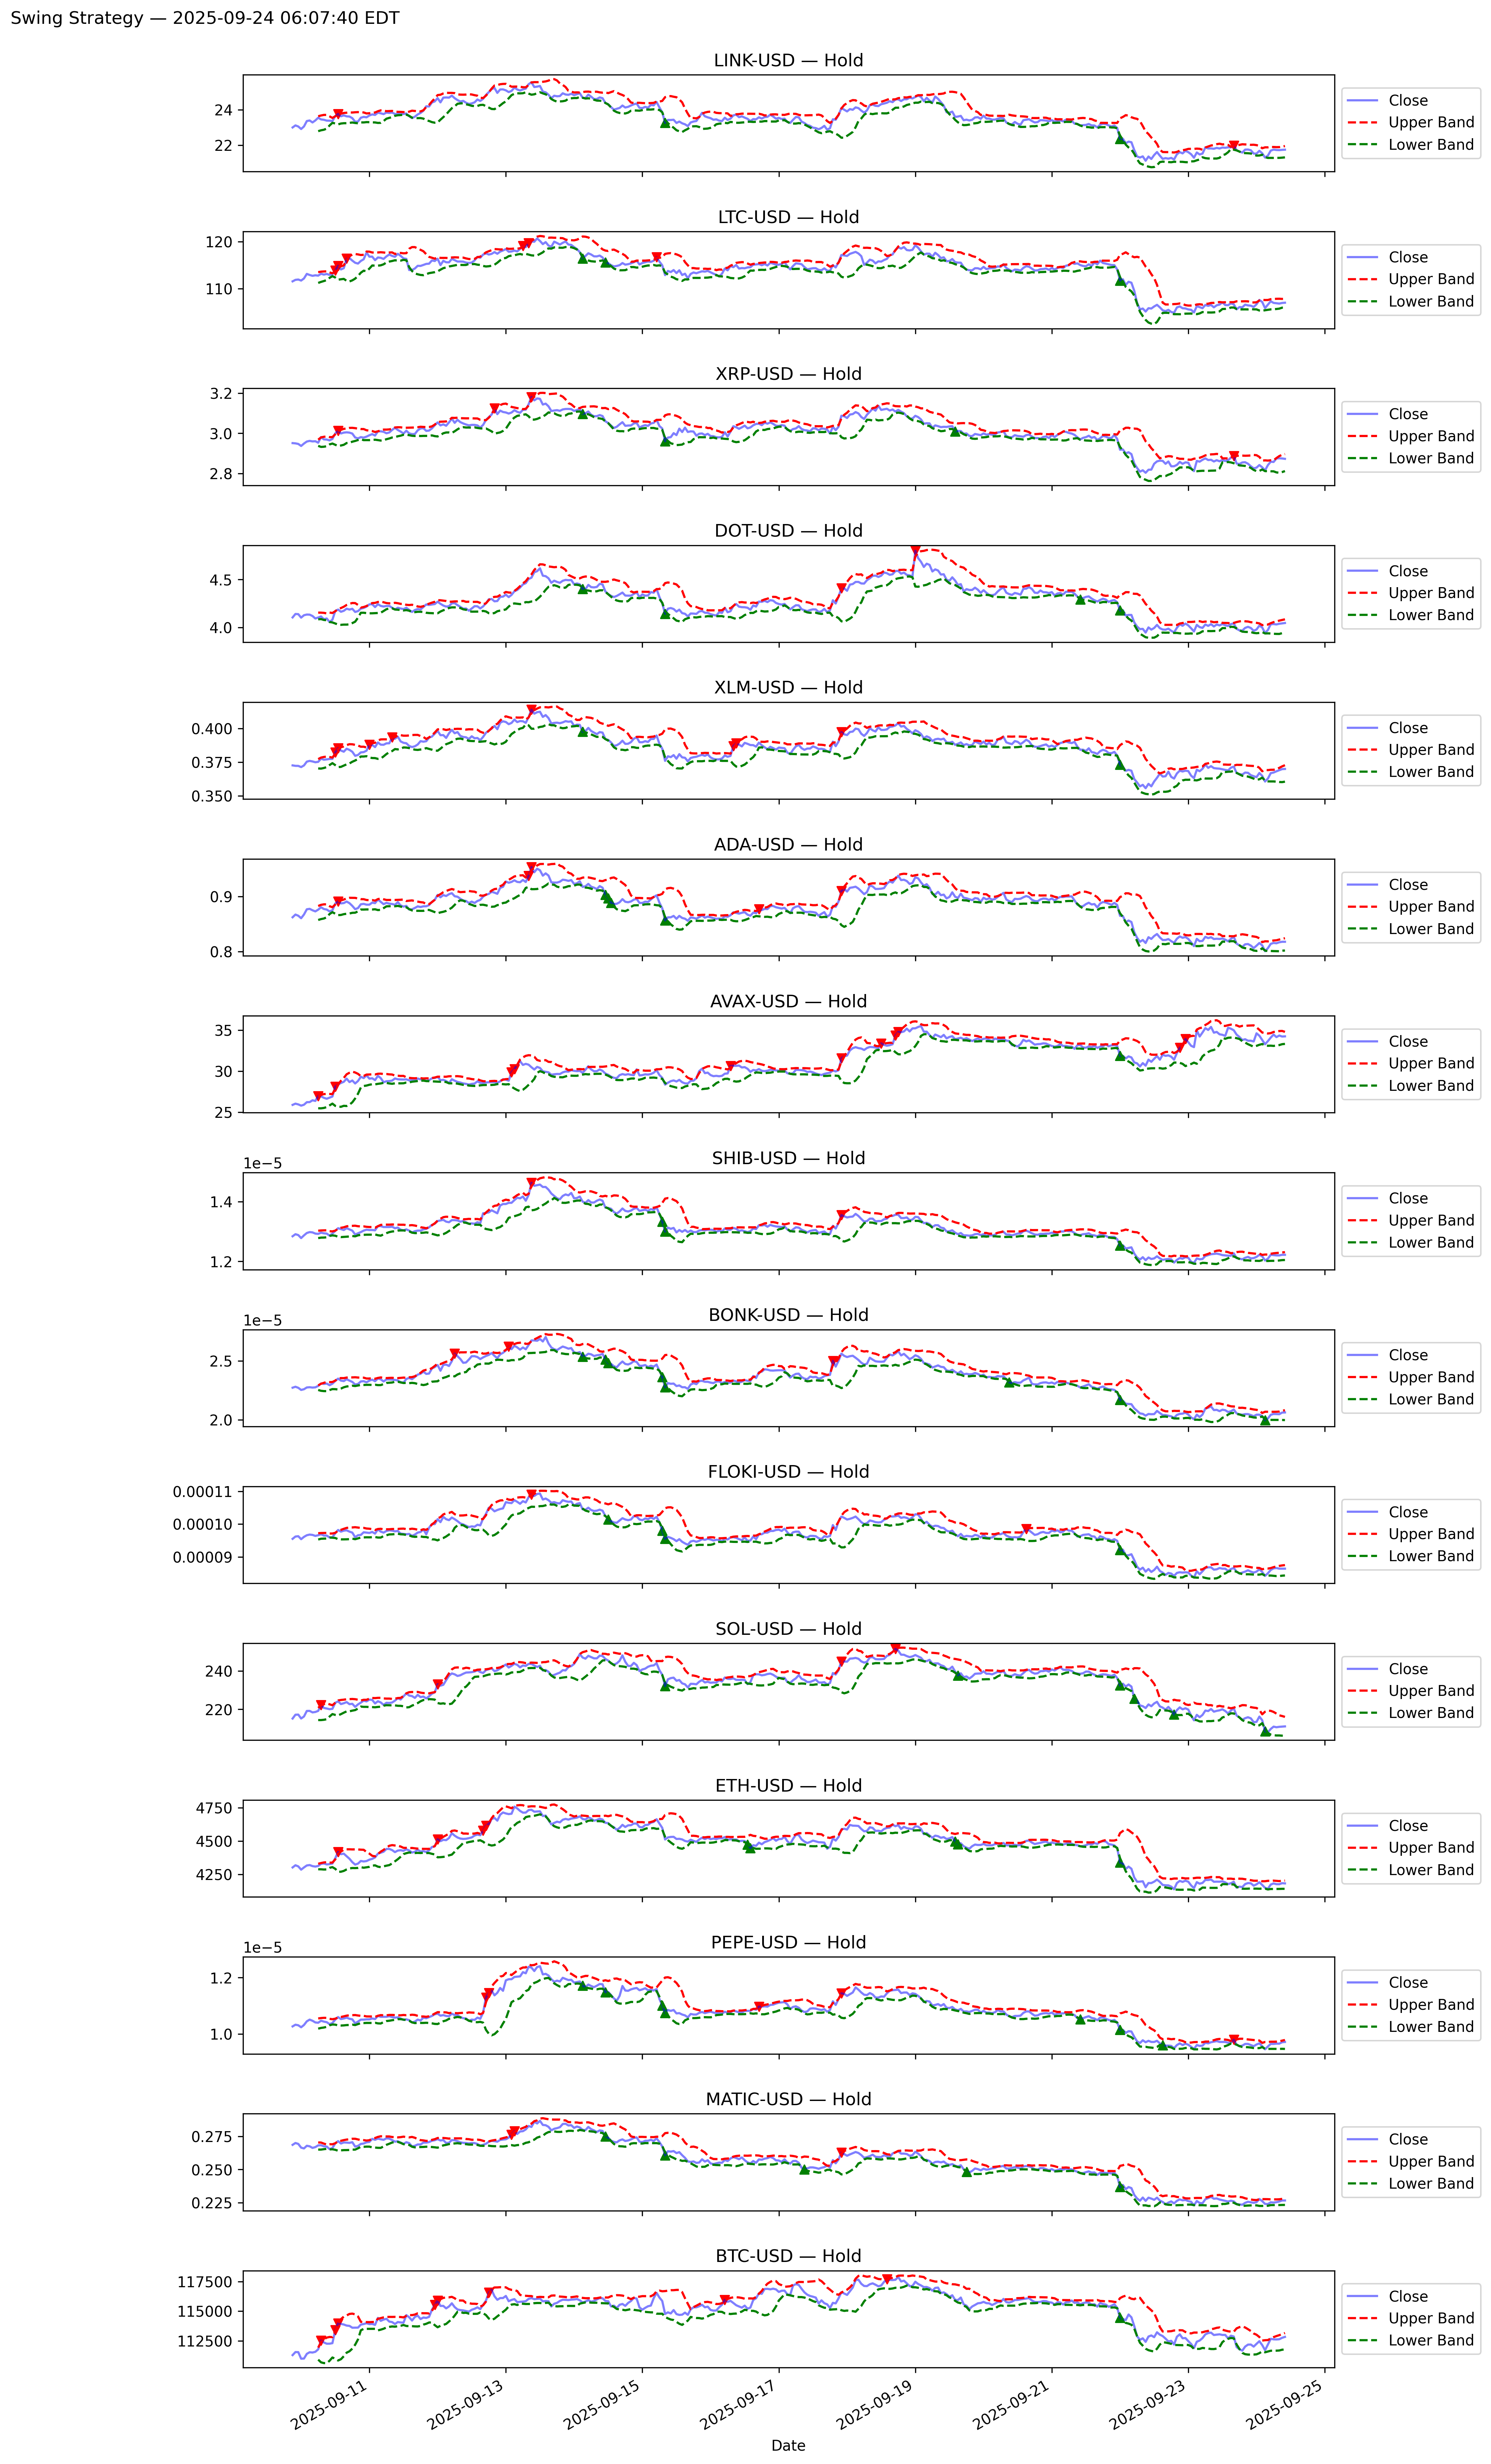 Swing Strategy — 2025-09-24 06:07:40 EDT
LINK-USD — Hold
24
22
Close
Upper Band
Lower Band
LTC-USD — Hold
120
110
Close
Upper Band
Lower Band
XRP-USD — Hold
3.2
3.0
2.8
Close
Upper Band
Lower Band
DOT-USD — Hold
4.5
4.0
Close
Upper Band
Lower Band
XLM-USD — Hold
0.400
0.375
0.350
Close
Upper Band
Lower Band
ADA-USD — Hold
0.9
0.8
Close
Upper Band
Lower Band
AVAX-USD — Hold
35
30
25
Close
Upper Band
Lower Band
SHIB-USD — Hold
1e−5
1.4
1.2
Close
Upper Band
Lower Band
BONK-USD — Hold
1e−5
2.5
2.0
Close
Upper Band
Lower Band
FLOKI-USD — Hold
0.00011
0.00010
0.00009
Close
Upper Band
Lower Band
SOL-USD — Hold
240
220
Close
Upper Band
Lower Band
ETH-USD — Hold
4750
4500
4250
Close
Upper Band
Lower Band
PEPE-USD — Hold
1e−5
1.2
1.0
Close
Upper Band
Lower Band
MATIC-USD — Hold
0.275
0.250
0.225
Close
Upper Band
Lower Band
BTC-USD — Hold
117500
115000
112500
Close
Upper Band
Lower Band
2025-09-11
2025-09-13
2025-09-15
2025-09-17
2025-09-19
2025-09-21
2025-09-23
2025-09-25
Date